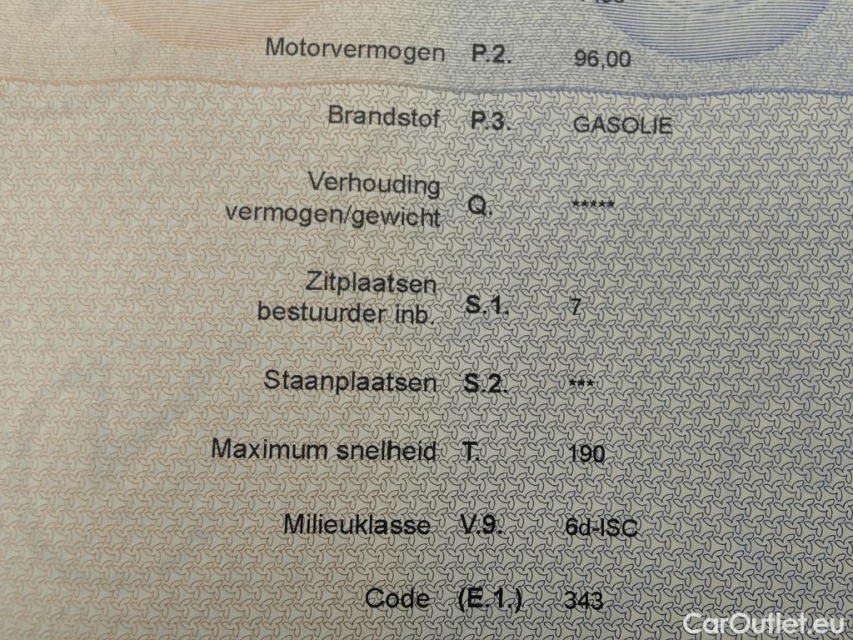 Motorvermogen P.2. 96,00
Brandstof P.3. GASOLIE
Verhouding
vermogen/gewicht Q. *****
Zitplaatsen
bestuurder inb. S.1. 7
Staanplaatsen S.2. ***
Maximum snelheid T. 190
Milieuklasse V.9. 6d-ISC
Code (E.1.) 343
CarOutlet.eu